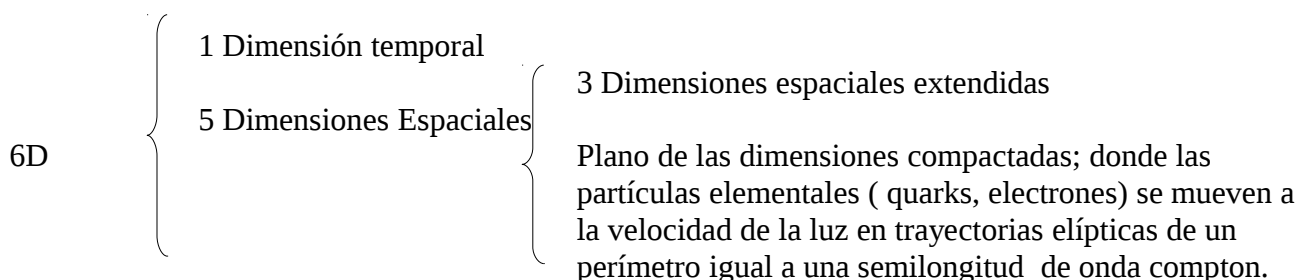 1 Dimensión temporal
3 Dimensiones espaciales extendidas
5 Dimensiones Espaciales
6D
Plano de las dimensiones compactadas; donde las
partículas elementales ( quarks, electrones) se mueven a
la velocidad de la luz en trayectorias elípticas de un
perímetro igual a una semilongitud  de onda compton.